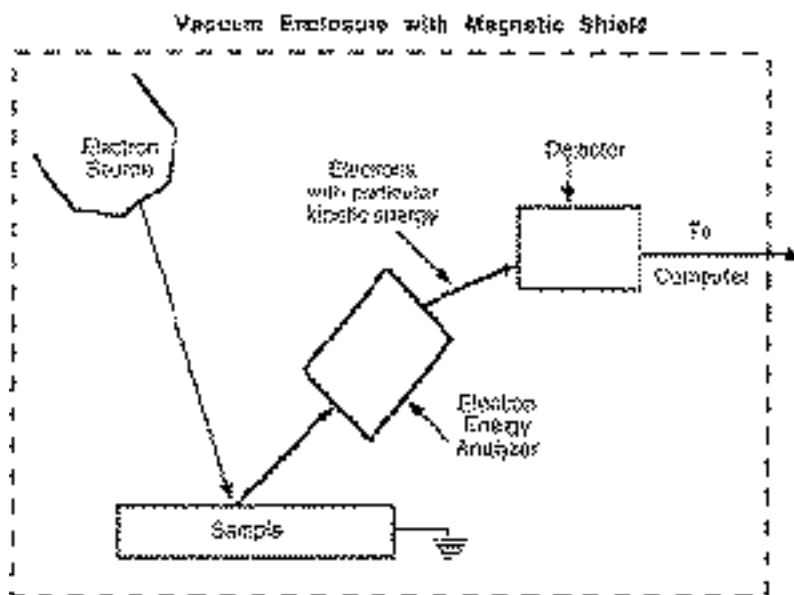 Vacuum Enclosure with Magnetic Shield
Electron
Source
Electrons
with particular
kinetic energy
Detector
To
Computer
Electron
Energy
Analyzer
Sample